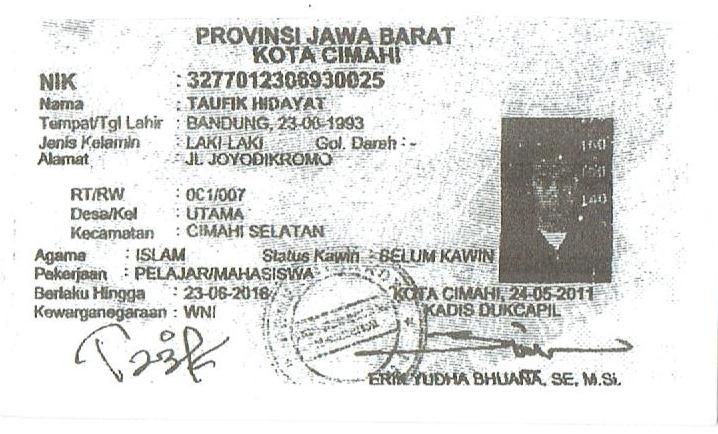 PROVINSI JAWA BARAT
KOTA CIMAHI
NIK : 3277012306930025
Nama : TAUFIK HIDAYAT
Tempat/Tgl Lahir : BANDUNG, 23-06-1993
Jenis Kelamin : LAKI-LAKI Gol. Darah : -
Alamat : JL JOYODIKROMO
RT/RW : 001/007
Desa/Kel : UTAMA
Kecamatan : CIMAHI SELATAN
Agama : ISLAM Status Kawin : BELUM KAWIN
Pekerjaan : PELAJAR/MAHASISWA
Berlaku Hingga : 23-06-2016
Kewarganegaraan : WNI
160
150
140
KOTA CIMAHI, 24-05-2011
KADIS DUKCAPIL
ERIK YUDHA BHUANA, SE, M.Si.